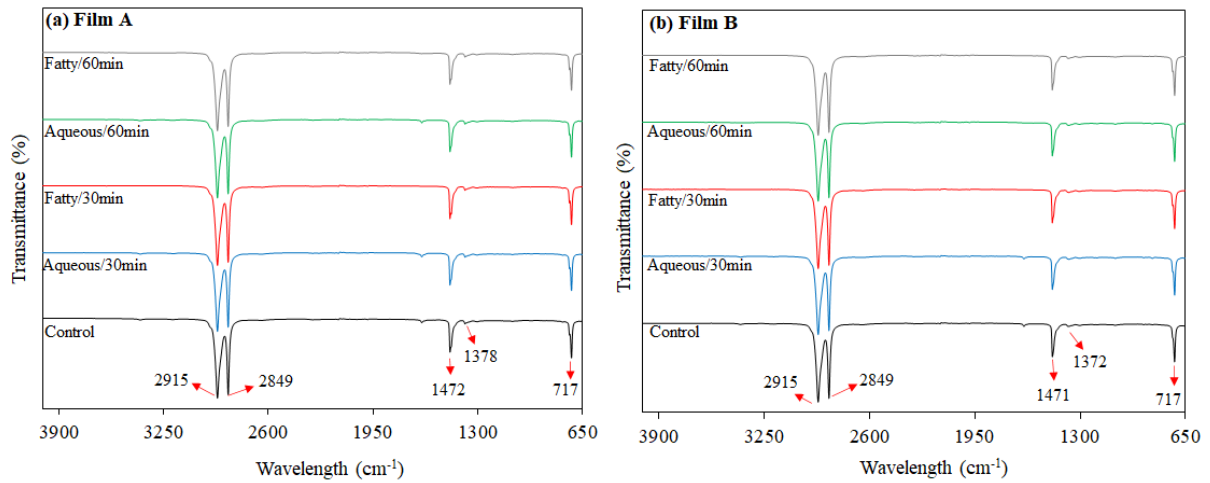 (a) Film A
Fatty/60min
Aqueous/60min
Fatty/30min
Aqueous/30min
Control
1378
2915
2849
1472
717
3900 3250 2600 1950 1300 650
Wavelength (cm⁻¹)
Transmittance (%)
(b) Film B
Fatty/60min
Aqueous/60min
Fatty/30min
Aqueous/30min
Control
1372
2915
2849
1471
717
3900 3250 2600 1950 1300 650
Wavelength (cm⁻¹)
Transmittance (%)